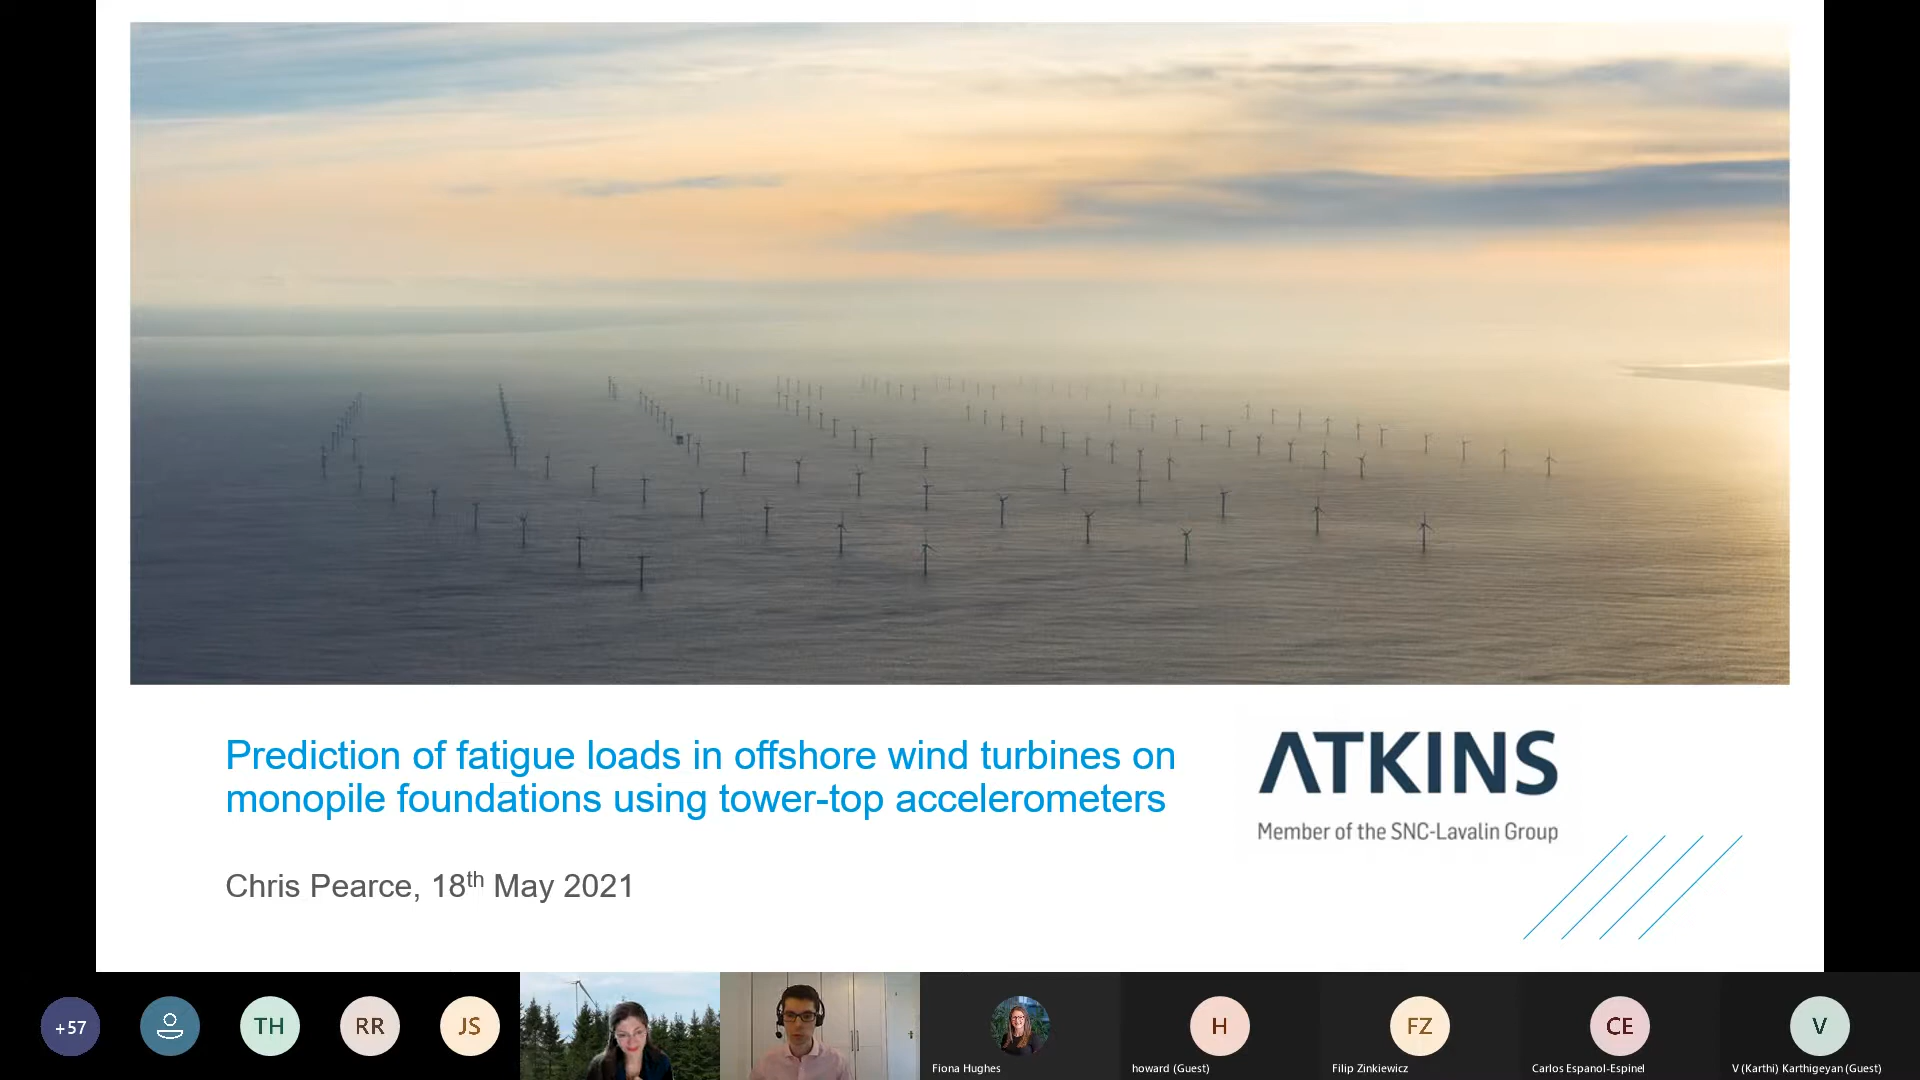 Prediction of fatigue loads in offshore wind turbines on
monopile foundations using tower-top accelerometers
Chris Pearce, 18th May 2021
ATKINS
Member of the SNC-Lavalin Group
+57
TH
RR
JS
Fiona Hughes
H
howard (Guest)
FZ
Filip Zinkiewicz
CE
Carlos Espanol-Espinel
V
V (Karthi) Karthigeyan (Guest)